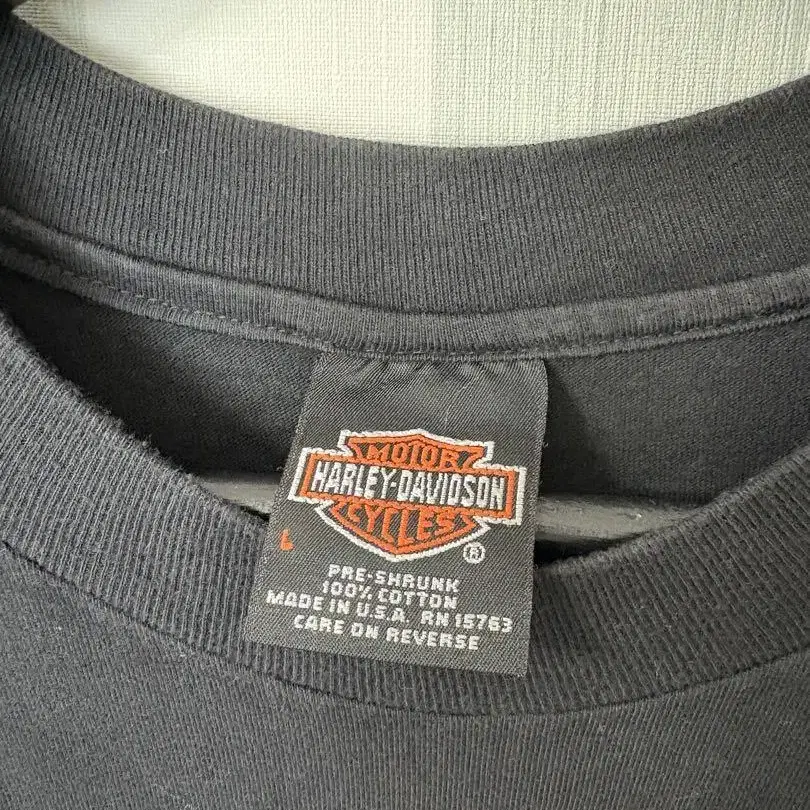 MOTOR
HARLEY-DAVIDSON
CYCLES
®
L
PRE-SHRUNK
100% COTTON
MADE IN U.S.A. RN 15763
CARE ON REVERSE